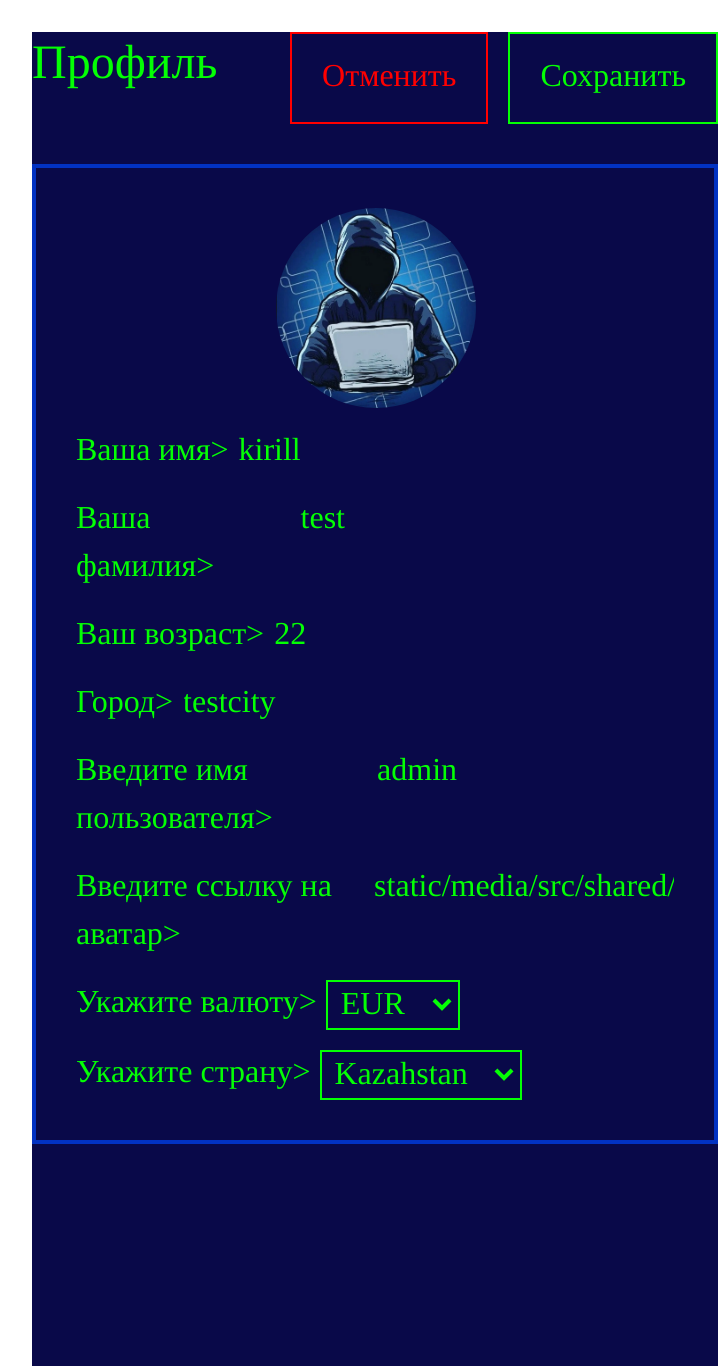 Профиль
Отменить
Сохранить
Ваша имя> kirill
Ваша test
фамилия>
Ваш возраст> 22
Город> testcity
Введите имя admin
пользователя>
Введите ссылку на static/media/src/shared/
аватар>
Укажите валюту> EUR
Укажите страну> Kazahstan